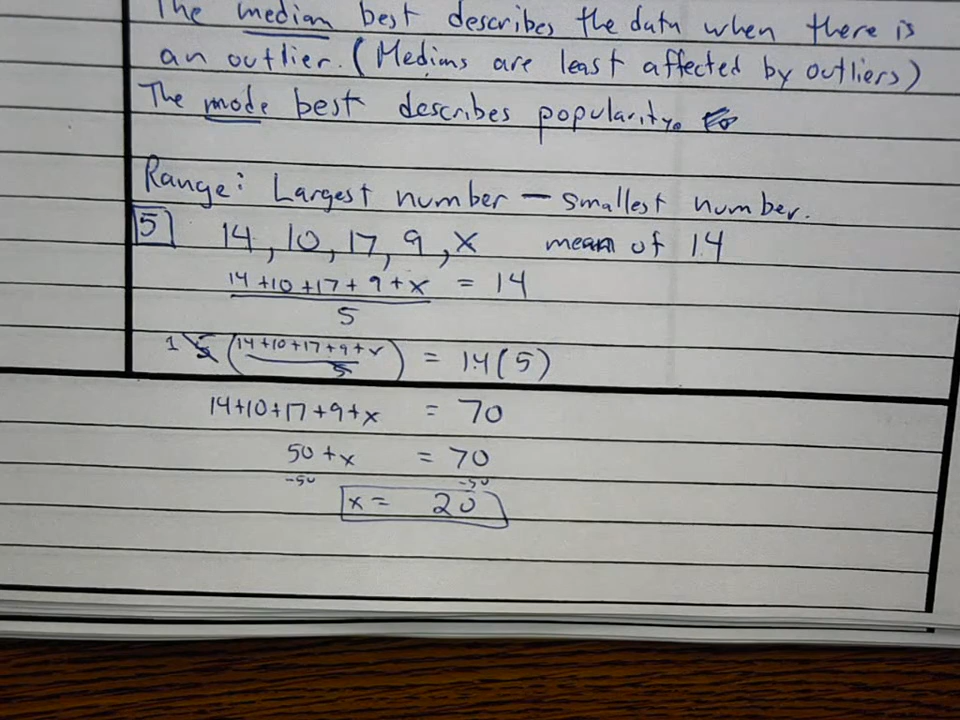 The median best describes the data when there is
an outlier. (Medians are least affected by outliers)
The mode best describes popularity.
Range: Largest number - smallest number.
5 14, 10, 17, 9, x mean of 14
14+10+17+9+x = 14
5
1 5 (14+10+17+9+x = 14(5)
5)
14+10+17+9+x = 70
50+x = 70
-50 -50
x = 20